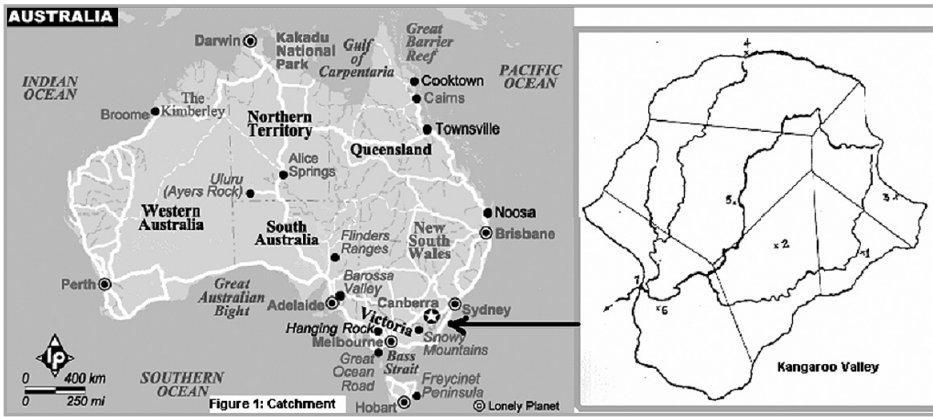 AUSTRALIA
Darwin
Kakadu
National
Park
Gulf
of
Carpentaria
Great
Barrier
Reef
INDIAN
OCEAN
PACIFIC
OCEAN
Cooktown
Cairns
The
Kimberley
Broome
Townsville
Northern
Territory
Queensland
Alice
Springs
Uluru
(Ayers Rock)
Western
Australia
South
Australia
Noosa
Brisbane
New
South
Wales
Flinders
Ranges
Perth
Great
Australian
Bight
Barossa
Valley
Adelaide
Canberra
Sydney
Victoria
Hanging Rock
Melbourne
Snowy
Mountains
Great
Ocean
Road
Bass
Strait
lp
0 400 km
0 250 mi
SOUTHERN
OCEAN
Freycinet
Peninsula
Hobart
Figure 1: Catchment
© Lonely Planet
4
3
5
2
1
7
6
Kangaroo Valley